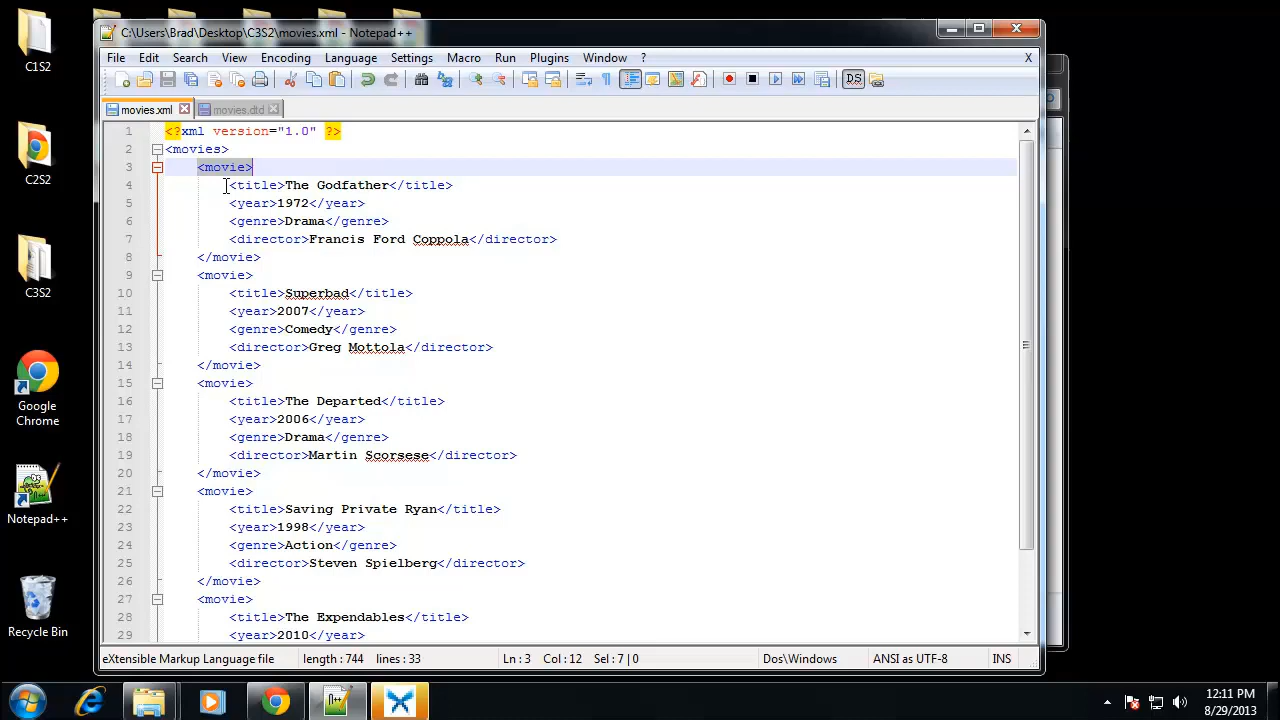 C:\Users\Brad\Desktop\C3S2\movies.xml - Notepad++
File Edit Search View Encoding Language Settings Macro Run Plugins Window ? X
movies.xml movies.dtd
1 <?xml version="1.0" ?>
2 <movies>
3 <movie>
4 <title>The Godfather</title>
5 <year>1972</year>
6 <genre>Drama</genre>
7 <director>Francis Ford Coppola</director>
8 </movie>
9 <movie>
10 <title>Superbad</title>
11 <year>2007</year>
12 <genre>Comedy</genre>
13 <director>Greg Mottola</director>
14 </movie>
15 <movie>
16 <title>The Departed</title>
17 <year>2006</year>
18 <genre>Drama</genre>
19 <director>Martin Scorsese</director>
20 </movie>
21 <movie>
22 <title>Saving Private Ryan</title>
23 <year>1998</year>
24 <genre>Action</genre>
25 <director>Steven Spielberg</director>
26 </movie>
27 <movie>
28 <title>The Expendables</title>
29 <year>2010</year>
eXtensible Markup Language file length : 744 lines : 33 Ln : 3 Col : 12 Sel : 7 | 0 Dos\Windows ANSI as UTF-8 INS
C1S2
C2S2
C3S2
Google
Chrome
Notepad++
Recycle Bin
12:11 PM
8/29/2013